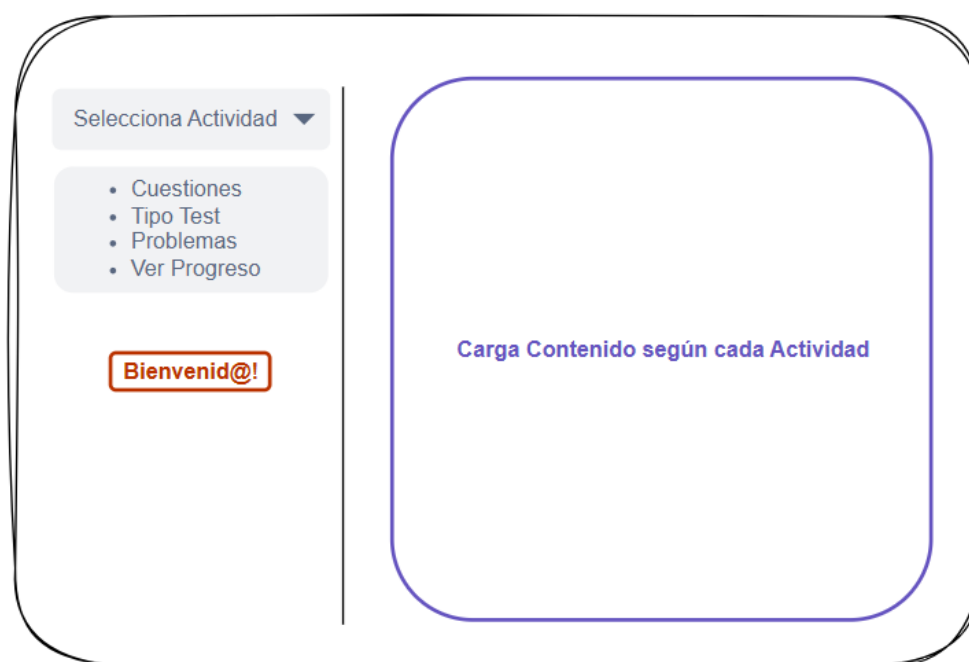 Selecciona Actividad
Cuestiones
Tipo Test
Problemas
Ver Progreso
Bienvenid@!
Carga Contenido según cada Actividad